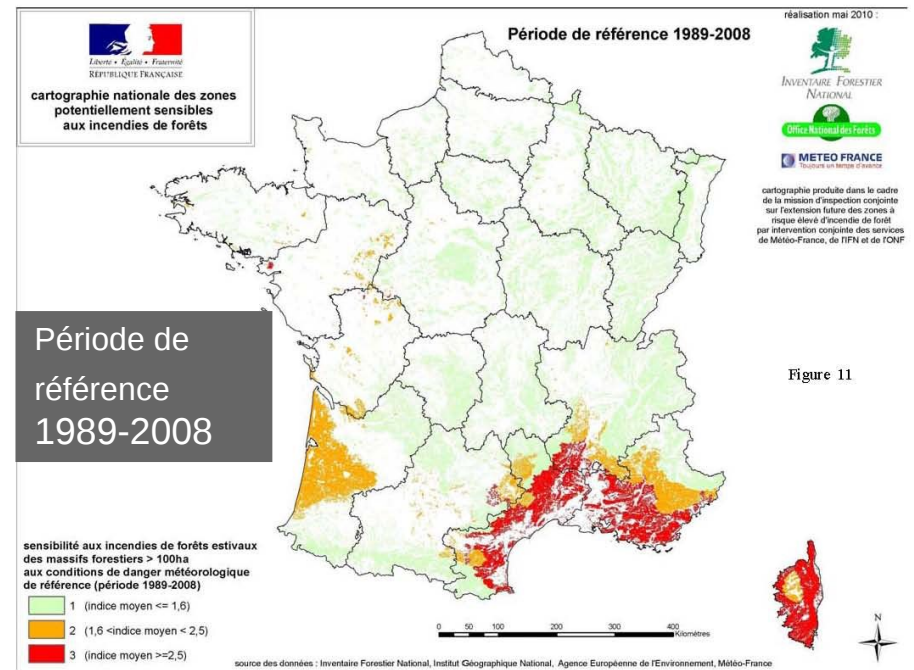 Liberté • Égalité • Fraternité
RÉPUBLIQUE FRANÇAISE
cartographie nationale des zones
potentiellement sensibles
aux incendies de forêts
Période de référence 1989-2008
réalisation mai 2010 :
INVENTAIRE FORESTIER
NATIONAL
Office National des Forêts
METEO FRANCE
Toujours un temps d'avance
cartographie produite dans le cadre
de la mission d'inspection conjointe
sur l'extension future des zones à
risque élevé d'incendie de forêt
par intervention conjointe des services
de Météo-France, de l'IFN et de l'ONF
Période de
référence
1989-2008
Figure 11
sensibilité aux incendies de forêts estivaux
des massifs forestiers > 100ha
aux conditions de danger météorologique
de référence (période 1989-2008)
1 (indice moyen <= 1,6)
2 (1,6 <indice moyen < 2,5)
3 (indice moyen >=2,5)
0 50 100 200 300 400
Kilomètres
N
source des données : Inventaire Forestier National, Institut Géographique National, Agence Européenne de l'Environnement, Météo-France